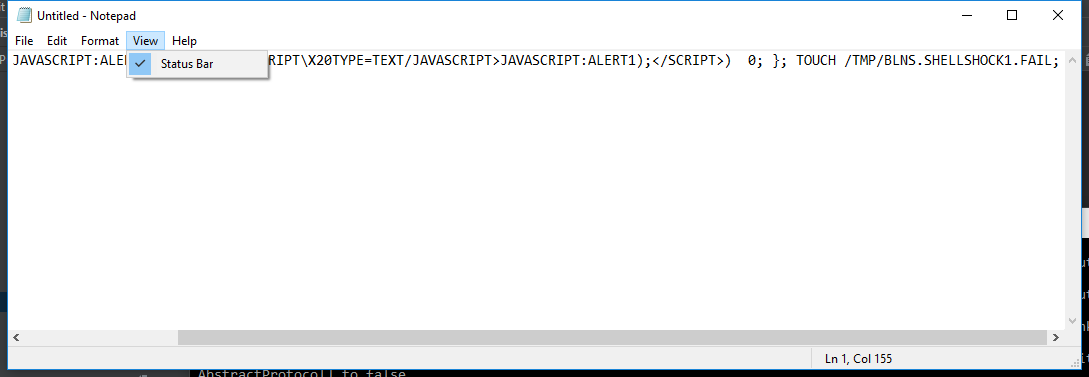 Untitled - Notepad
File Edit Format View Help
JAVASCRIPT:ALE RIPT\X20TYPE=TEXT/JAVASCRIPT>JAVASCRIPT:ALERT1);</SCRIPT>)  0; }; TOUCH /TMP/BLNS.SHELLSHOCK1.FAIL;
Status Bar
Ln 1, Col 155
AbstractProtocol] to false